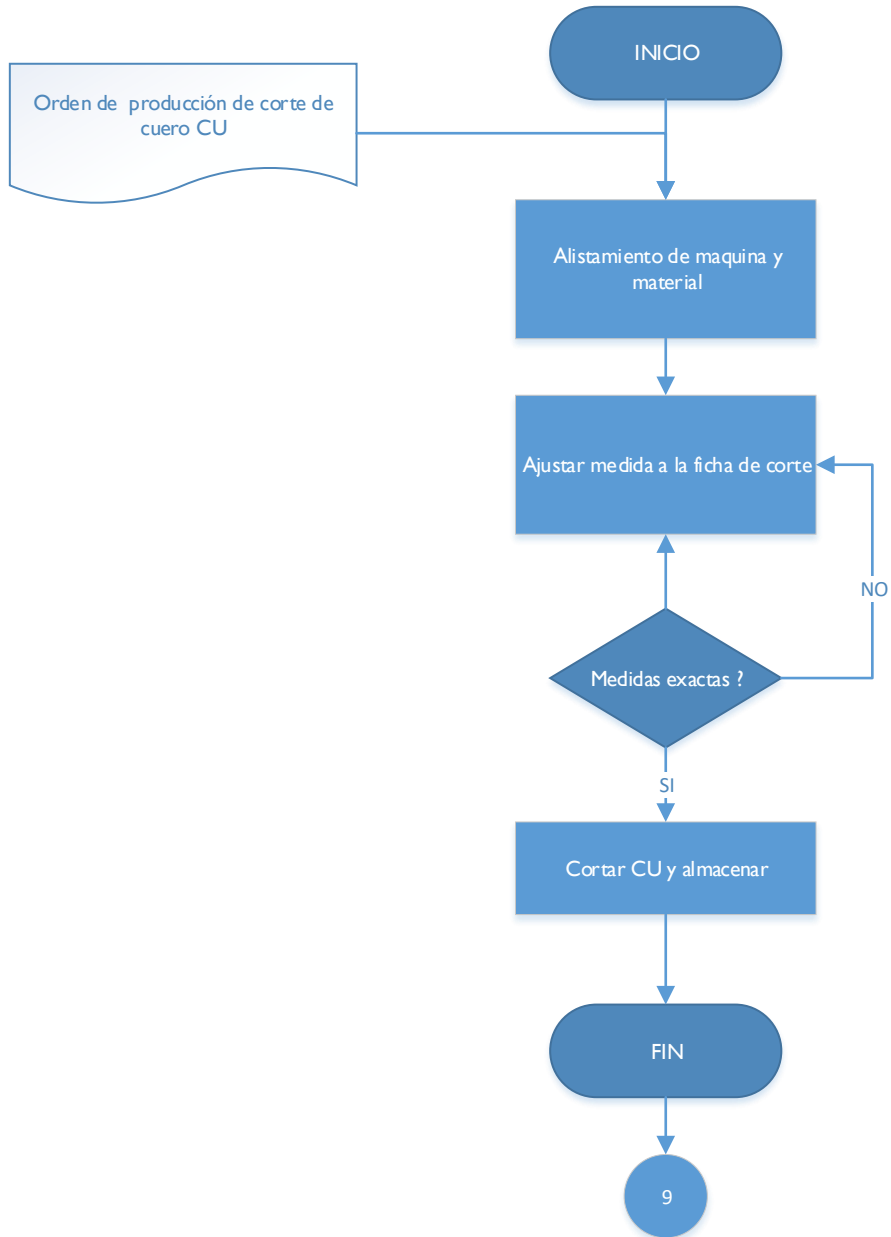 INICIO
Orden de producción de corte de
cuero CU
Alistamiento de maquina y
material
Ajustar medida a la ficha de corte
NO
Medidas exactas ?
SI
Cortar CU y almacenar
FIN
9